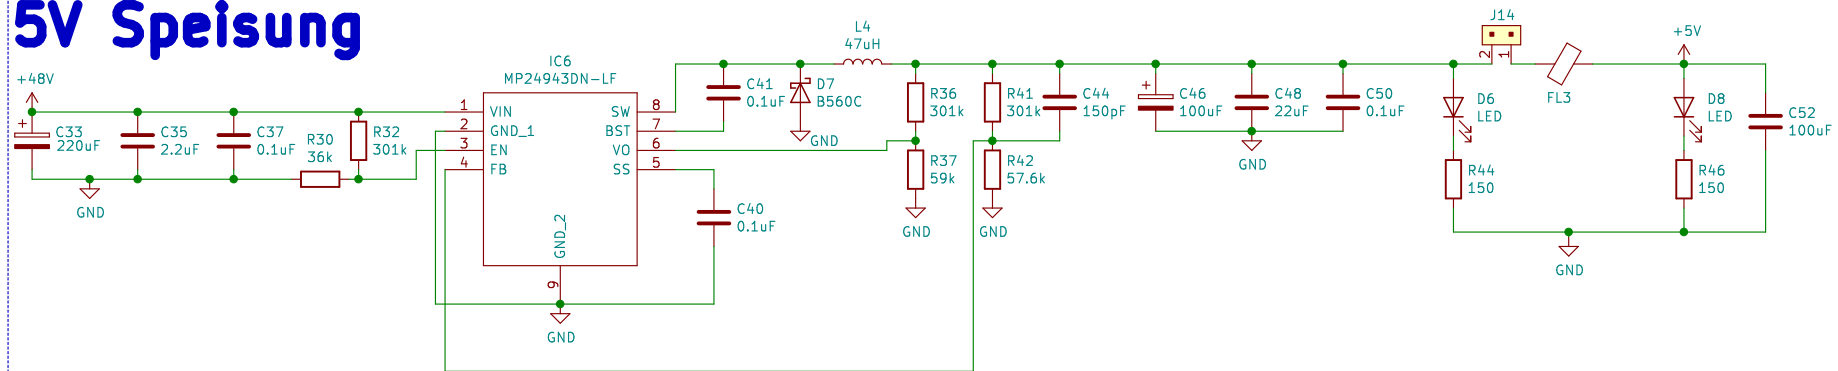 5V Speisung
+48V
+
C33
220uF
C35
2.2uF
C37
0.1uF
R30
36k
R32
301k
GND
IC6
MP24943DN-LF
1
2
3
4
VIN
GND_1
EN
FB
SW
BST
VO
SS
8
7
6
5
GND_2
9
GND
C40
0.1uF
C41
0.1uF
D7
B560C
GND
L4
47uH
R36
301k
R37
59k
GND
R41
301k
R42
57.6k
GND
C44
150pF
+
C46
100uF
C48
22uF
C50
0.1uF
GND
D6
LED
R44
150
J14
2
1
FL3
GND
+5V
D8
LED
R46
150
C52
100uF